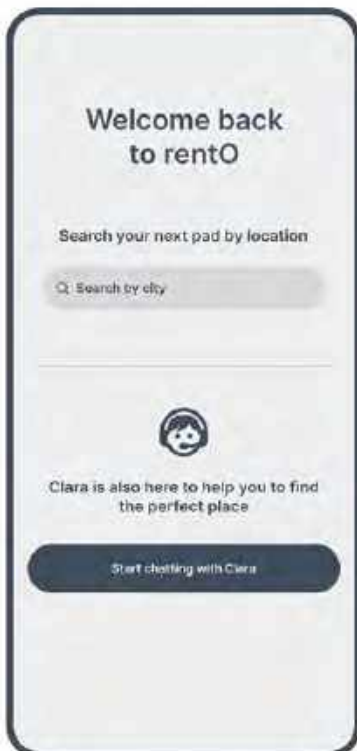 Welcome back
to rentO
Search your next pad by location
Search by city
Clara is also here to help you to find
the perfect place
Start chatting with Clara